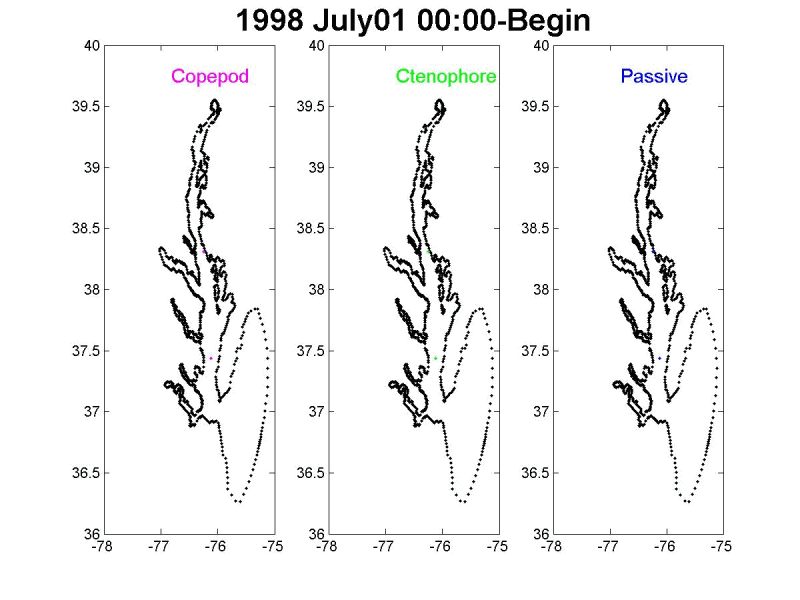 1998 July01 00:00-Begin
Copepod Ctenophore Passive
40 40 40
39.5 39.5 39.5
39 39 39
38.5 38.5 38.5
38 38 38
37.5 37.5 37.5
37 37 37
36.5 36.5 36.5
36 36 36
-78 -77 -76 -75 -78 -77 -76 -75 -78 -77 -76 -75